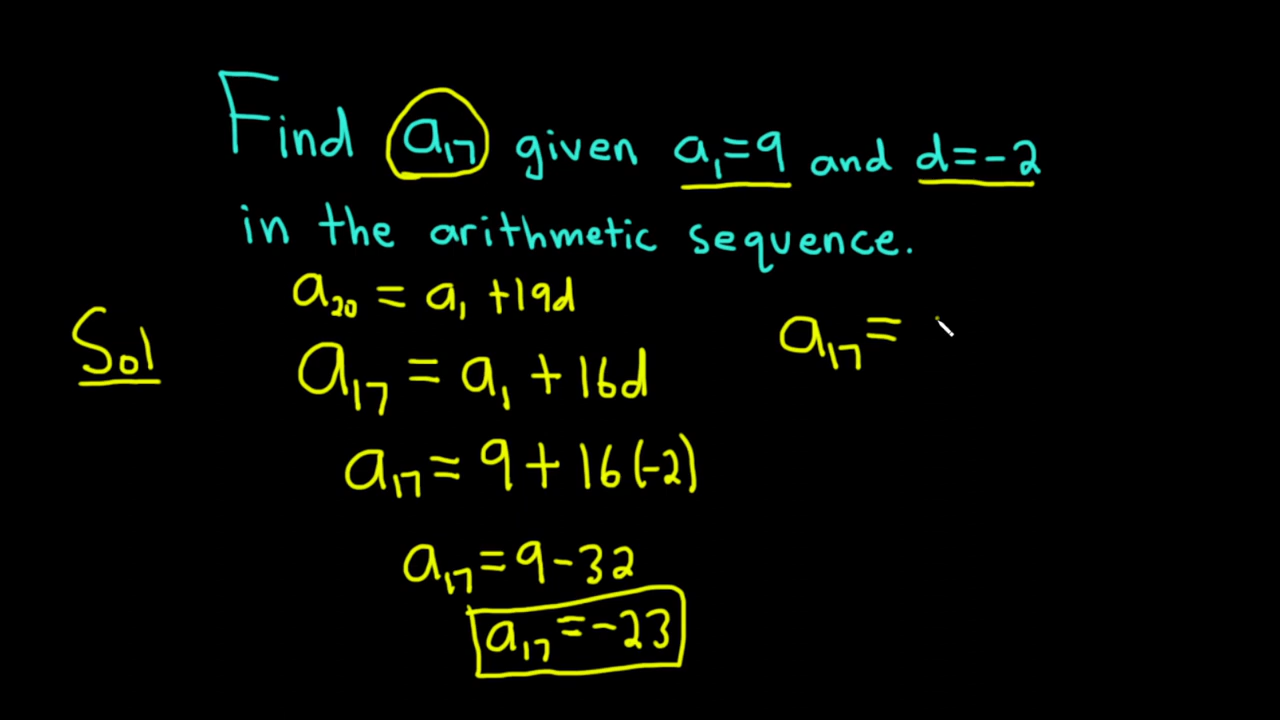 Find a₁₇ given a₁=9 and d=-2
in the arithmetic sequence.
a₂₀ = a₁ +19d
Sol
a₁₇ = a₁ + 16d
a₁₇ =
a₁₇ = 9 + 16(-2)
a₁₇ = 9-32
a₁₇ = -23